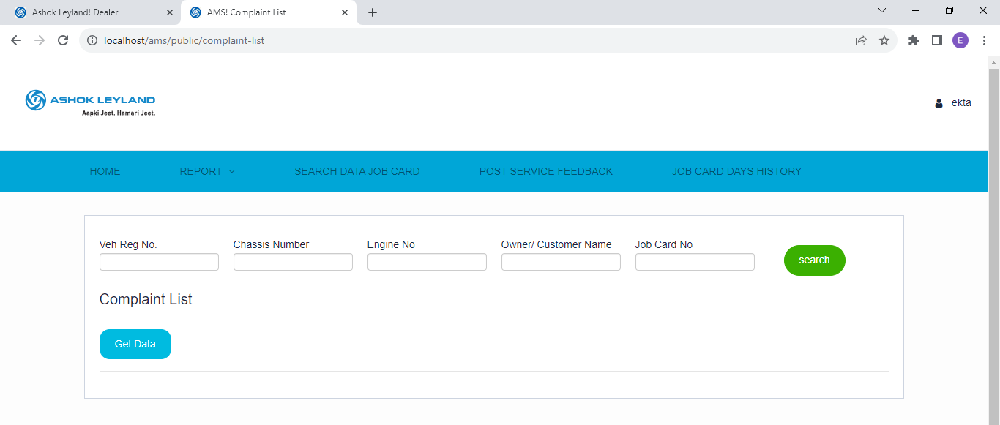 Ashok Leyland! Dealer
AMS! Complaint List
localhost/ams/public/complaint-list
E
ASHOK LEYLAND
Aapki Jeet. Hamari Jeet.
ekta
HOME REPORT SEARCH DATA JOB CARD POST SERVICE FEEDBACK JOB CARD DAYS HISTORY
Veh Reg No. Chassis Number Engine No Owner/ Customer Name Job Card No
search
Complaint List
Get Data